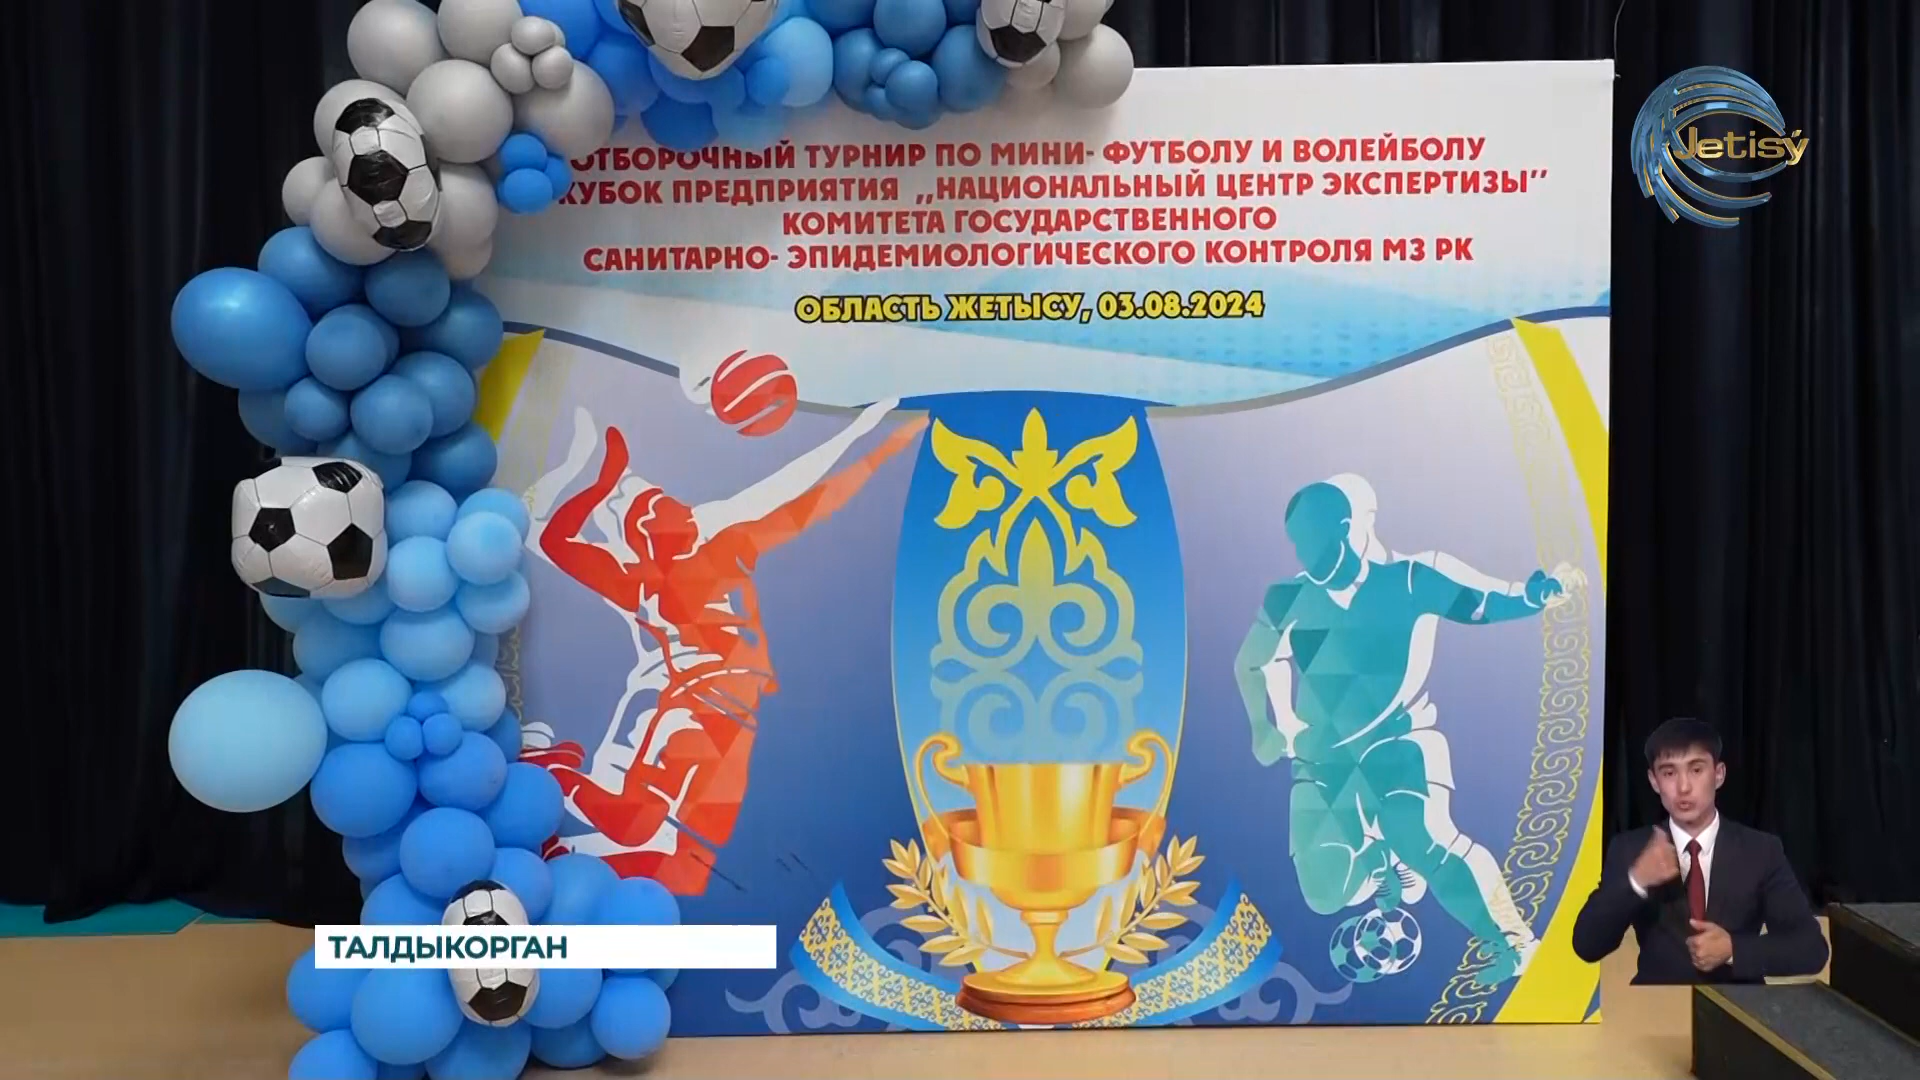 ОТБОРОЧНЫЙ ТУРНИР ПО МИНИ- ФУТБОЛУ И ВОЛЕЙБОЛУ
КУБОК ПРЕДПРИЯТИЯ ,,НАЦИОНАЛЬНЫЙ ЦЕНТР ЭКСПЕРТИЗЫ’’
КОМИТЕТА ГОСУДАРСТВЕННОГО
САНИТАРНО- ЭПИДЕМИОЛОГИЧЕСКОГО КОНТРОЛЯ МЗ РК
ОБЛАСТЬ ЖЕТЫСУ, 03.08.2024
Jetisý
ТАЛДЫКОРГАН